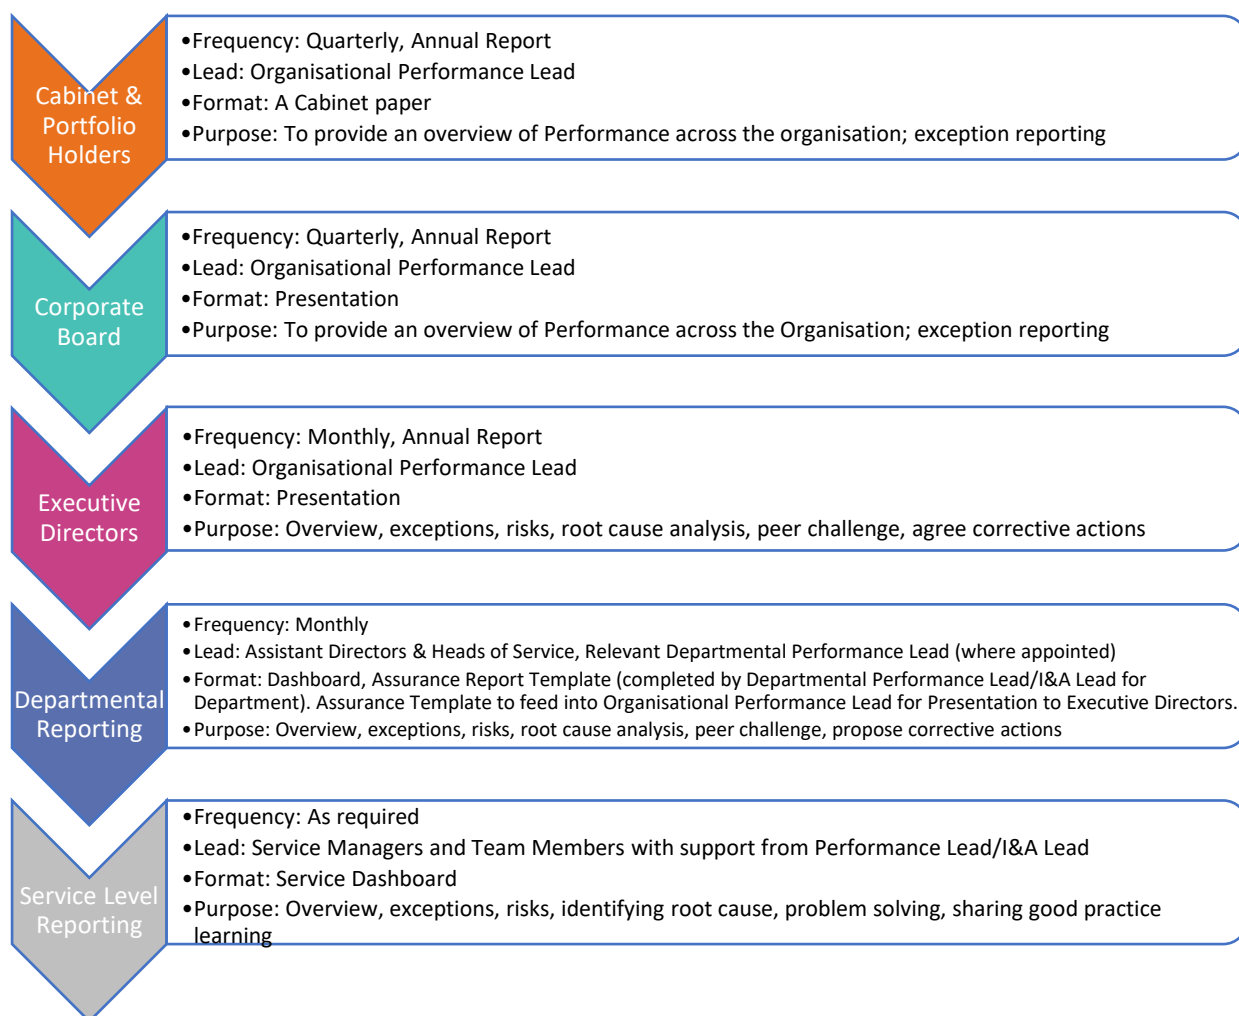 Cabinet &
Portfolio
Holders
•Frequency: Quarterly, Annual Report
•Lead: Organisational Performance Lead
•Format: A Cabinet paper
•Purpose: To provide an overview of Performance across the organisation; exception reporting
Corporate
Board
•Frequency: Quarterly, Annual Report
•Lead: Organisational Performance Lead
•Format: Presentation
•Purpose: To provide an overview of Performance across the Organisation; exception reporting
Executive
Directors
•Frequency: Monthly, Annual Report
•Lead: Organisational Performance Lead
•Format: Presentation
•Purpose: Overview, exceptions, risks, root cause analysis, peer challenge, agree corrective actions
Departmental
Reporting
•Frequency: Monthly
•Lead: Assistant Directors & Heads of Service, Relevant Departmental Performance Lead (where appointed)
•Format: Dashboard, Assurance Report Template (completed by Departmental Performance Lead/I&A Lead for
Department). Assurance Template to feed into Organisational Performance Lead for Presentation to Executive Directors.
•Purpose: Overview, exceptions, risks, root cause analysis, peer challenge, propose corrective actions
Service Level
Reporting
•Frequency: As required
•Lead: Service Managers and Team Members with support from Performance Lead/I&A Lead
•Format: Service Dashboard
•Purpose: Overview, exceptions, risks, identifying root cause, problem solving, sharing good practice
learning